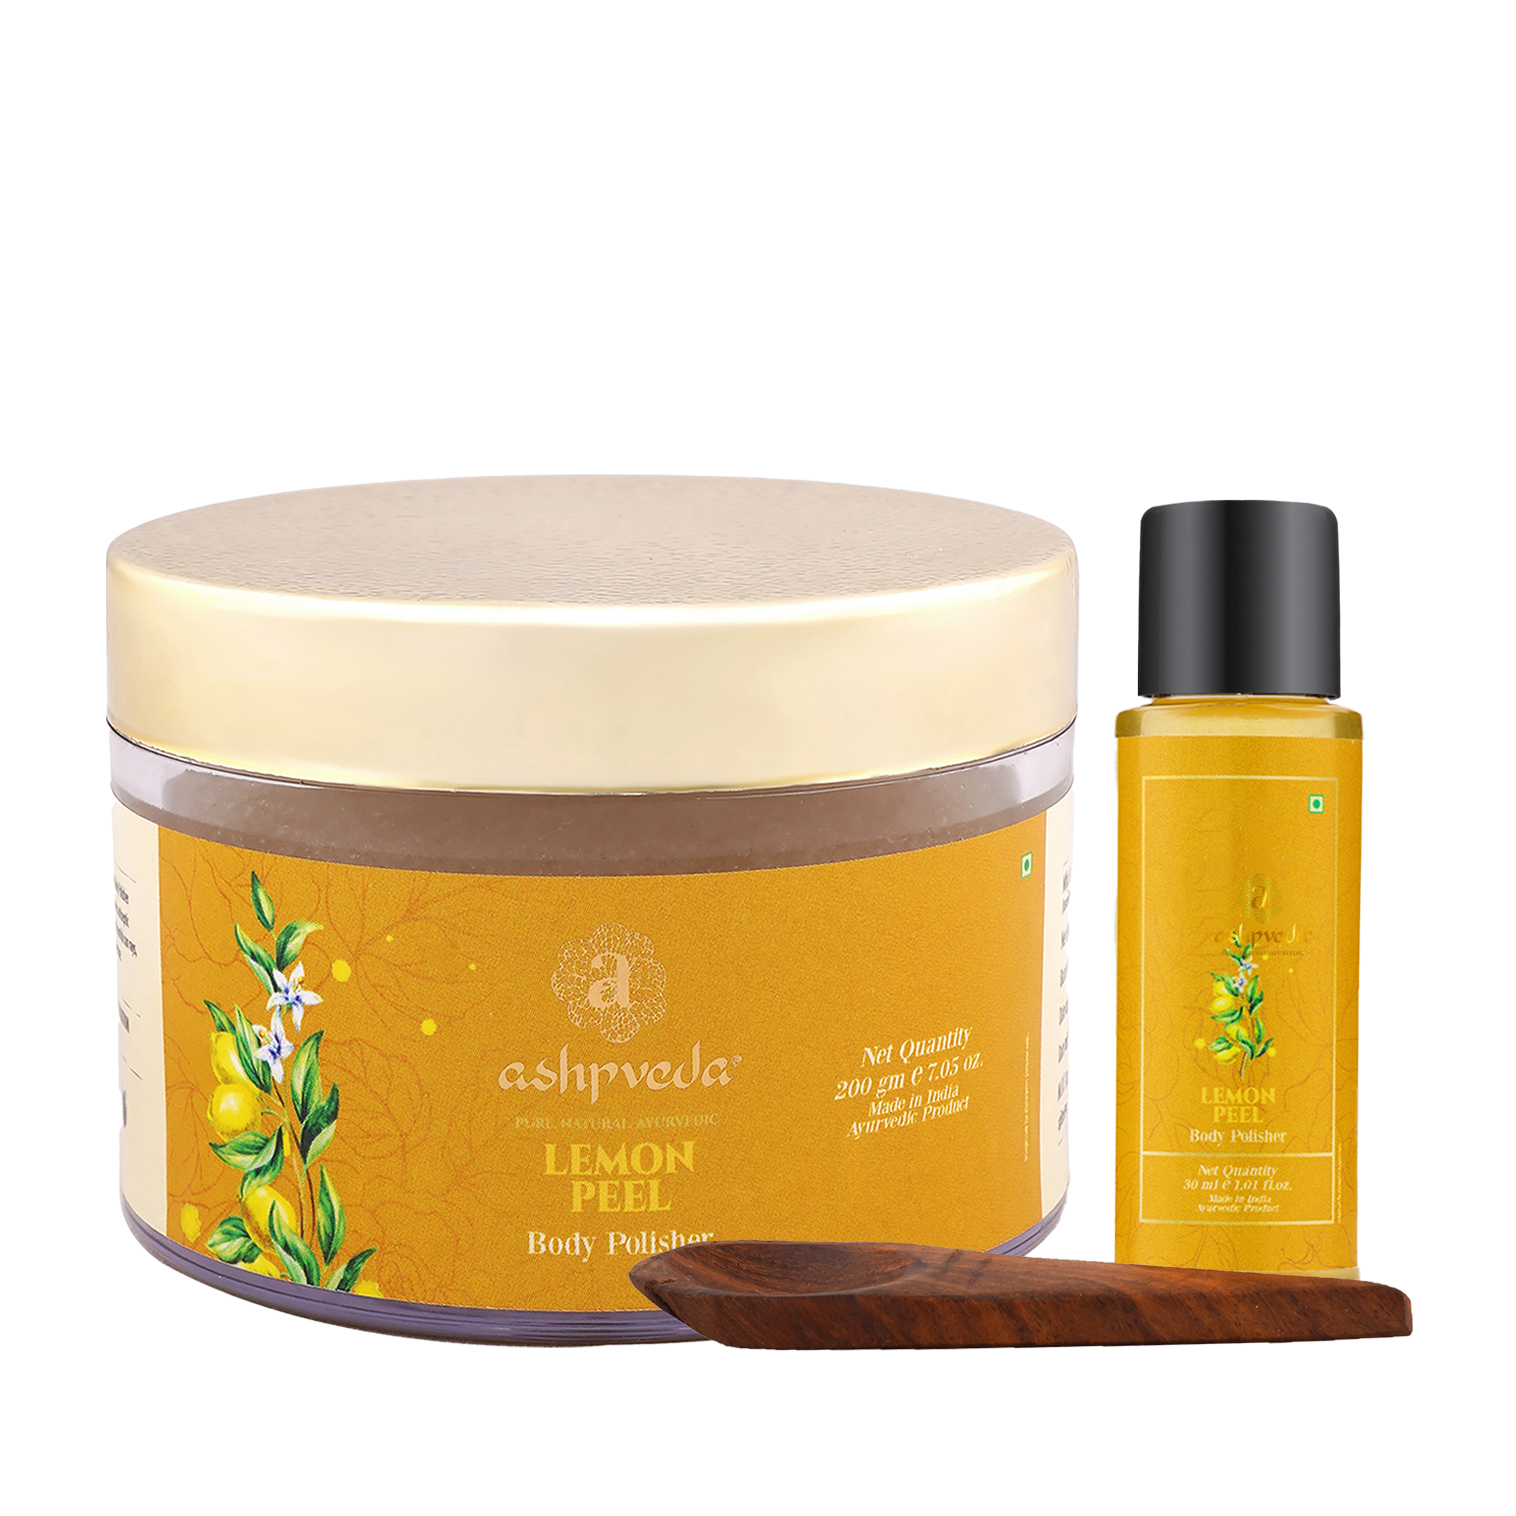 a
ashpveda®
PURE. NATURAL. AYURVEDIC
LEMON
PEEL
Body Polisher
Net Quantity
200 gm e 7.05 oz.
Made in India
Ayurvedic Product
a
LEMON
PEEL
Body Polisher
Net Quantity
30 ml e 1.01 fl.oz.
Made in India
Ayurvedic Product